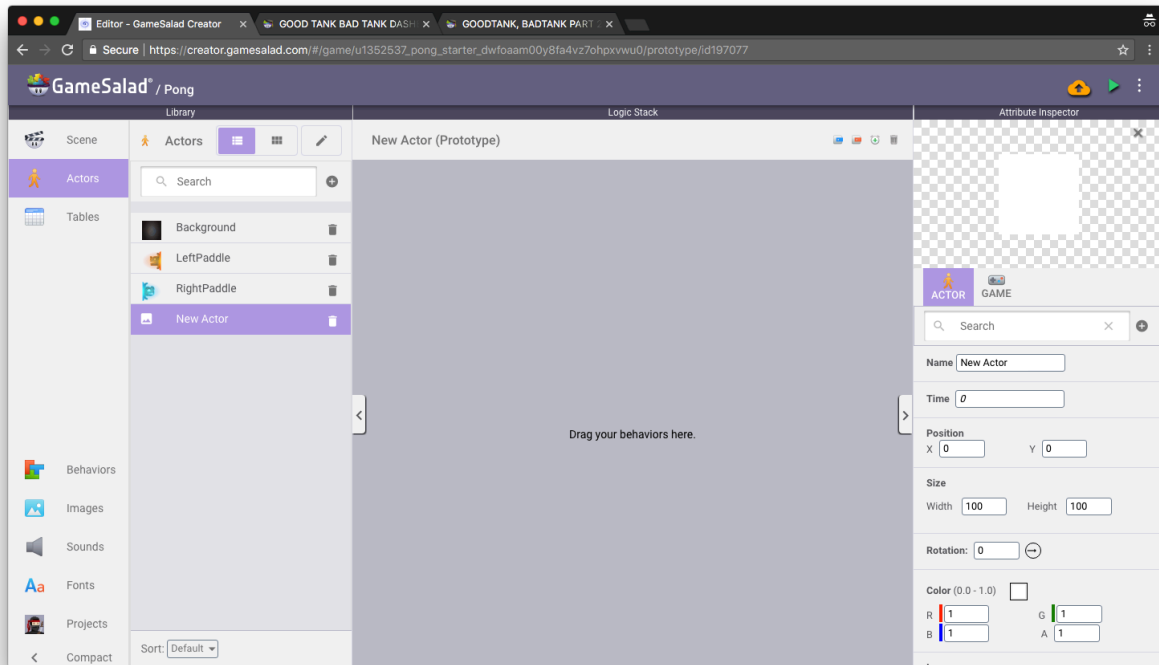 Editor - GameSalad Creator
GOOD TANK BAD TANK DASH
GOODTANK, BADTANK PART 2
Secure | https://creator.gamesalad.com/#/game/u1352537_pong_starter_dwfoaam00y8fa4vz7ohpxvwu0/prototype/id197077
GameSalad® / Pong
Library
Logic Stack
Attribute Inspector
Scene
Actors
New Actor (Prototype)
Actors
Search
Tables
Background
LeftPaddle
RightPaddle
New Actor
ACTOR
GAME
Search
Name New Actor
Time 0
Drag your behaviors here.
Position
X 0 Y 0
Behaviors
Size
Images
Width 100 Height 100
Sounds
Rotation: 0
Fonts
Color (0.0 - 1.0)
R 1 G 1
Projects
B 1 A 1
Sort: Default
Compact